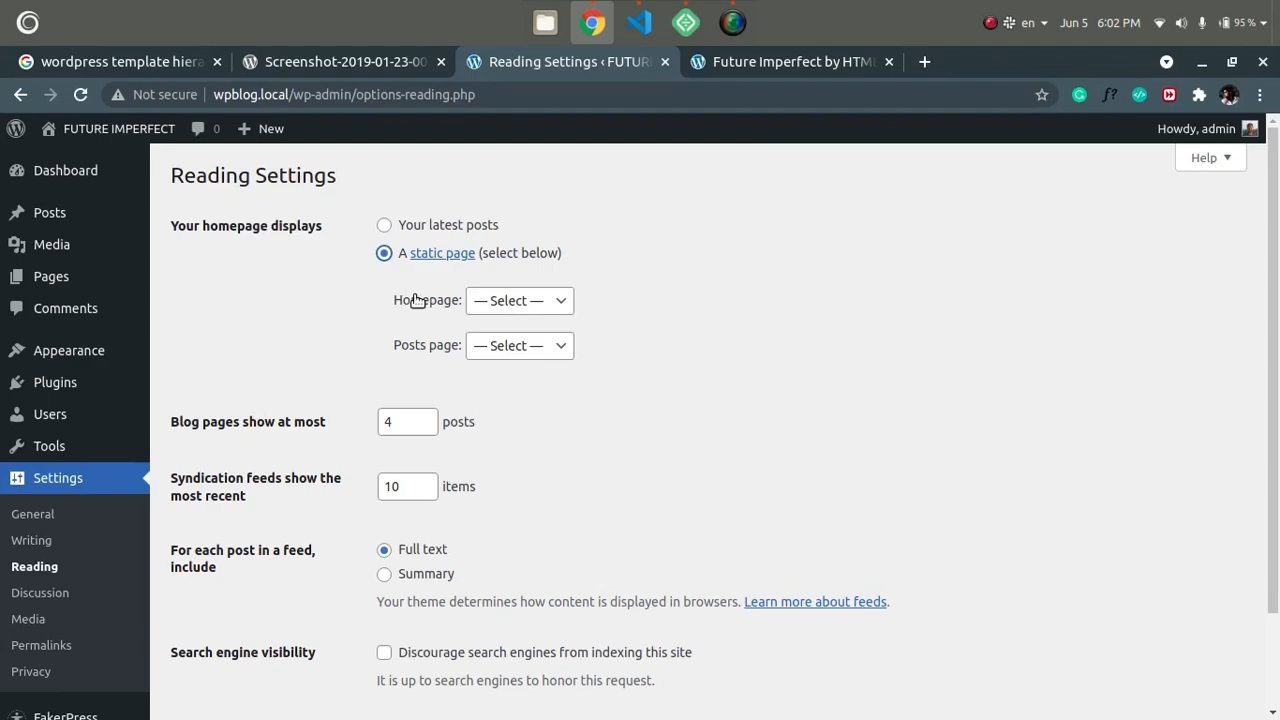 en
Jun 5 6:02 PM
95 %
wordpress template hiera
Screenshot-2019-01-23-00
Reading Settings ‹ FUTUR
Future Imperfect by HTML
Not secure
wpblog.local/wp-admin/options-reading.php
f?
FUTURE IMPERFECT
0
New
Howdy, admin
Help
Dashboard
Posts
Media
Pages
Comments
Appearance
Plugins
Users
Tools
Settings
General
Writing
Reading
Discussion
Media
Permalinks
Privacy
FakerPress
Reading Settings
Your homepage displays
Your latest posts
A static page (select below)
Homepage: — Select —
Posts page: — Select —
Blog pages show at most
4 posts
Syndication feeds show the
most recent
10 items
For each post in a feed,
include
Full text
Summary
Your theme determines how content is displayed in browsers. Learn more about feeds.
Search engine visibility
Discourage search engines from indexing this site
It is up to search engines to honor this request.